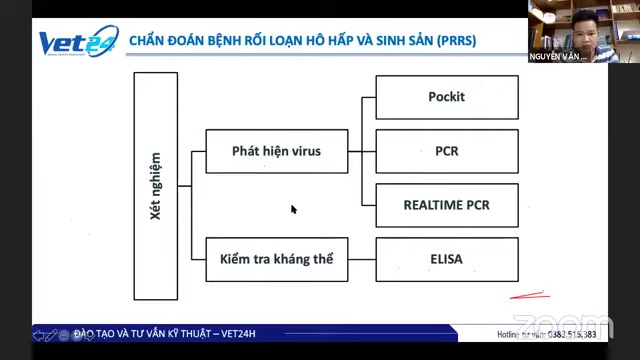 Vet24
CHẨN ĐOÁN BỆNH RỐI LOẠN HÔ HẤP VÀ SINH SẢN (PRRS)
NGUYỄN VĂN ...
Xét nghiệm
Phát hiện virus
Pockit
PCR
REALTIME PCR
Kiểm tra kháng thể
ELISA
zoom
ĐÀO TẠO VÀ TƯ VẤN KỸ THUẬT – VET24H
Hotline tư vấn: 0383.515.383